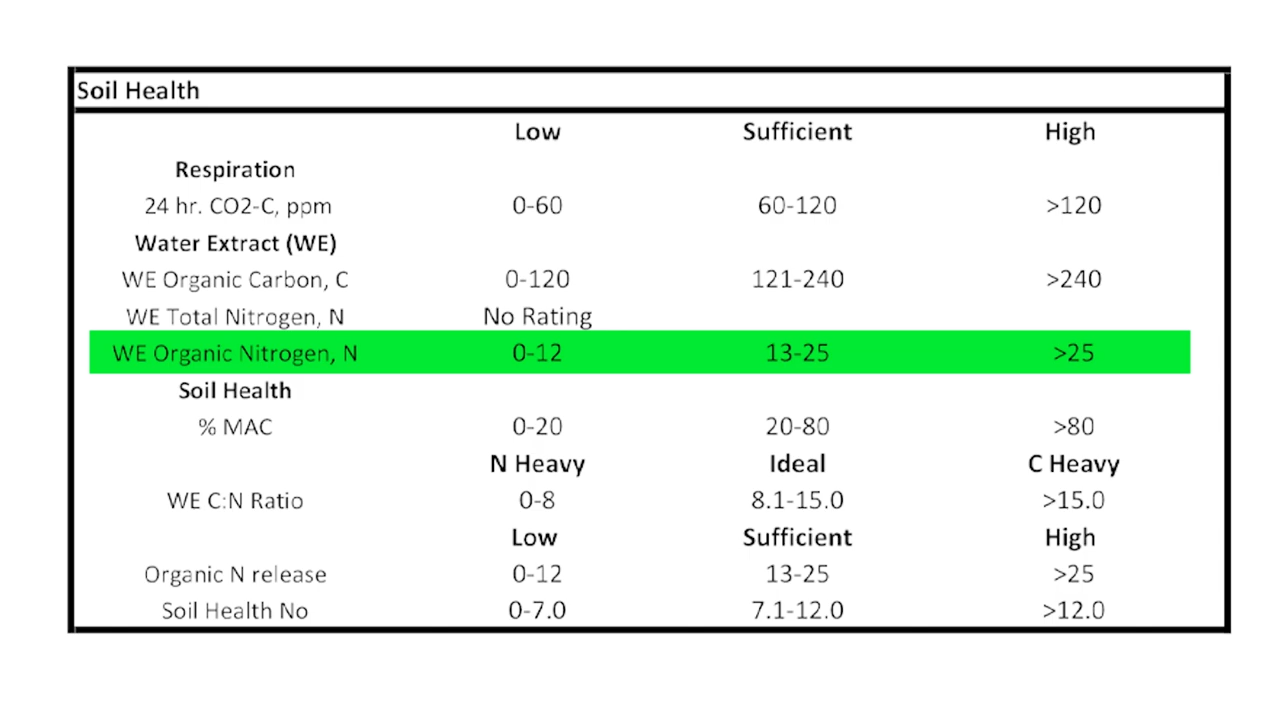 Soil Health
Low Sufficient High
Respiration
24 hr. CO2-C, ppm 0-60 60-120 >120
Water Extract (WE)
WE Organic Carbon, C 0-120 121-240 >240
WE Total Nitrogen, N No Rating
WE Organic Nitrogen, N 0-12 13-25 >25
Soil Health
% MAC 0-20 20-80 >80
N Heavy Ideal C Heavy
WE C:N Ratio 0-8 8.1-15.0 >15.0
Low Sufficient High
Organic N release 0-12 13-25 >25
Soil Health No 0-7.0 7.1-12.0 >12.0